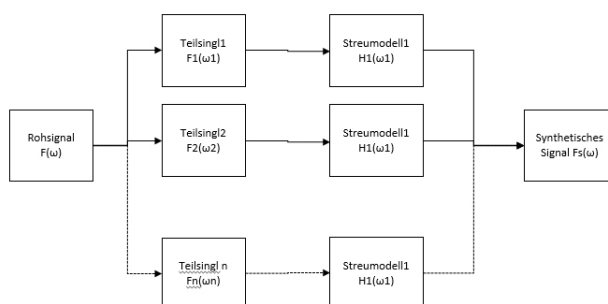 Rohsignal
F(ω)
Teilsingl1
F1(ω1)
Streumodell1
H1(ω1)
Teilsingl2
F2(ω2)
Streumodell1
H1(ω1)
Teilsingl n
Fn(ωn)
Streumodell1
H1(ω1)
Synthetisches
Signal Fs(ω)